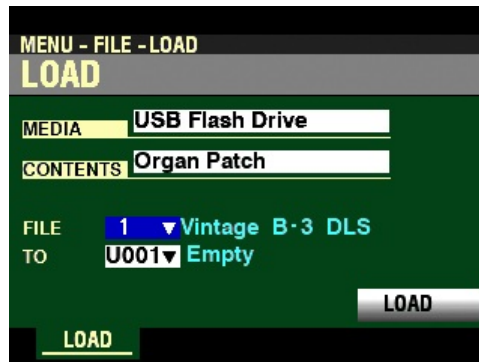 MENU - FILE - LOAD
LOAD
MEDIA USB Flash Drive
CONTENTS Organ Patch
FILE 1 ▼ Vintage B-3 DLS
TO U001▼ Empty
LOAD
LOAD